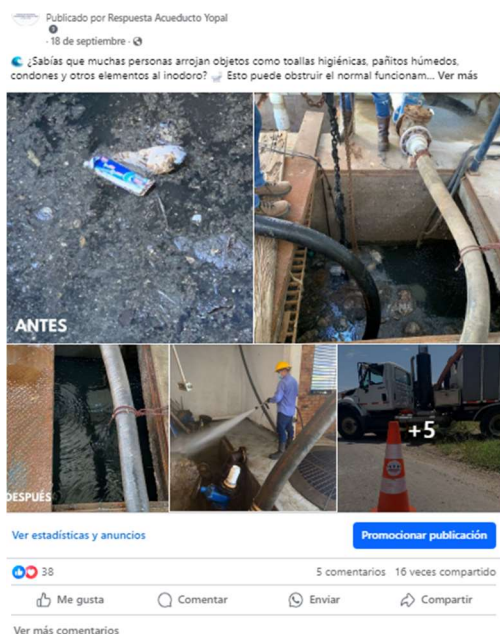 Publicado por Respuesta Acueducto Yopal
· 18 de septiembre ·
¿Sabías que muchas personas arrojan objetos como toallas higiénicas, pañitos húmedos,
condones y otros elementos al inodoro? Esto puede obstruir el normal funcionam... Ver más
ANTES
DESPUÉS
+5
Ver estadísticas y anuncios
Promocionar publicación
38
5 comentarios 16 veces compartido
Me gusta
Comentar
Enviar
Compartir
Ver más comentarios